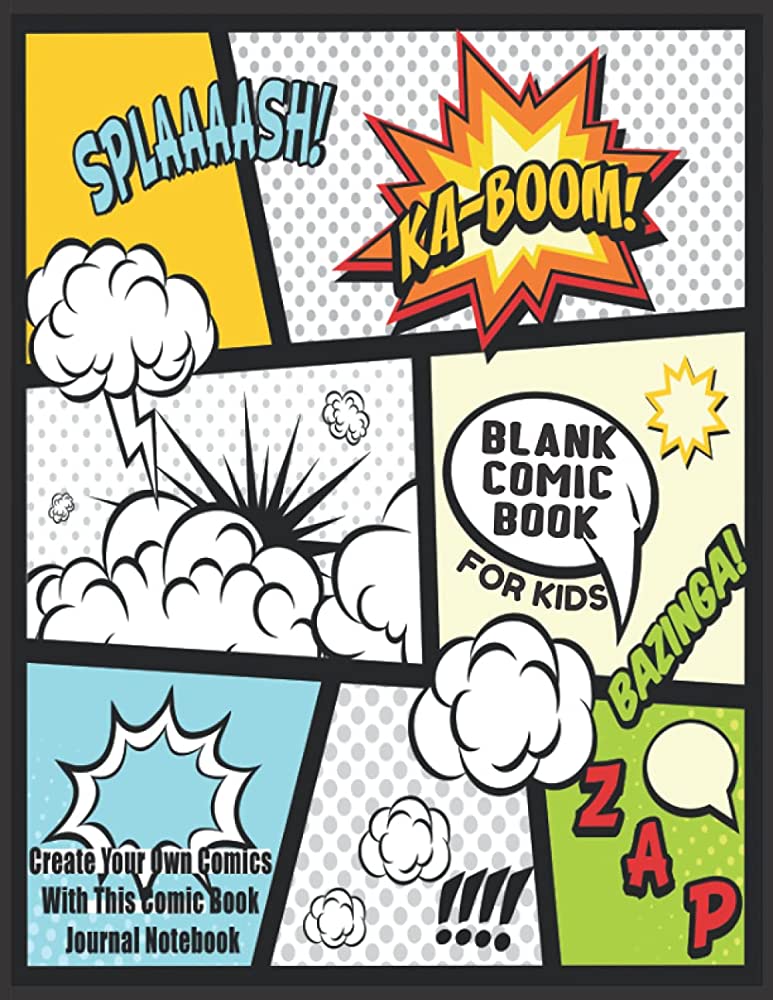 SPLAAAASH!
KA-BOOM!
BLANK
COMIC
BOOK
FOR KIDS
BAZINGA!
ZAP
Create Your Own Comics
With This Comic Book
Journal Notebook
!!!!